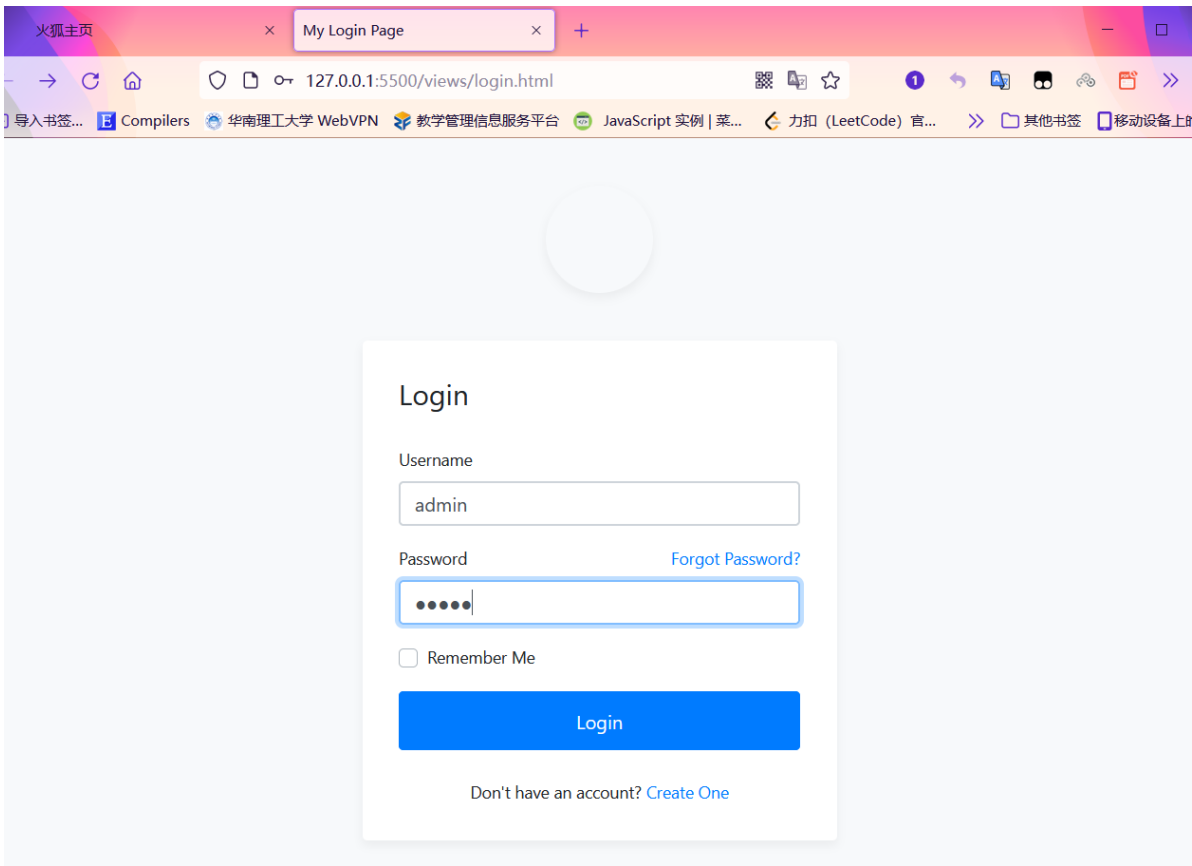 火狐主页 My Login Page
127.0.0.1:5500/views/login.html 1
导入书签... E Compilers 华南理工大学 WebVPN 教学管理信息服务平台 JavaScript 实例 | 菜... 力扣（LeetCode）官... 其他书签 移动设备上的
Login
Username
admin
Password Forgot Password?
●●●●●
Remember Me
Login
Don't have an account? Create One